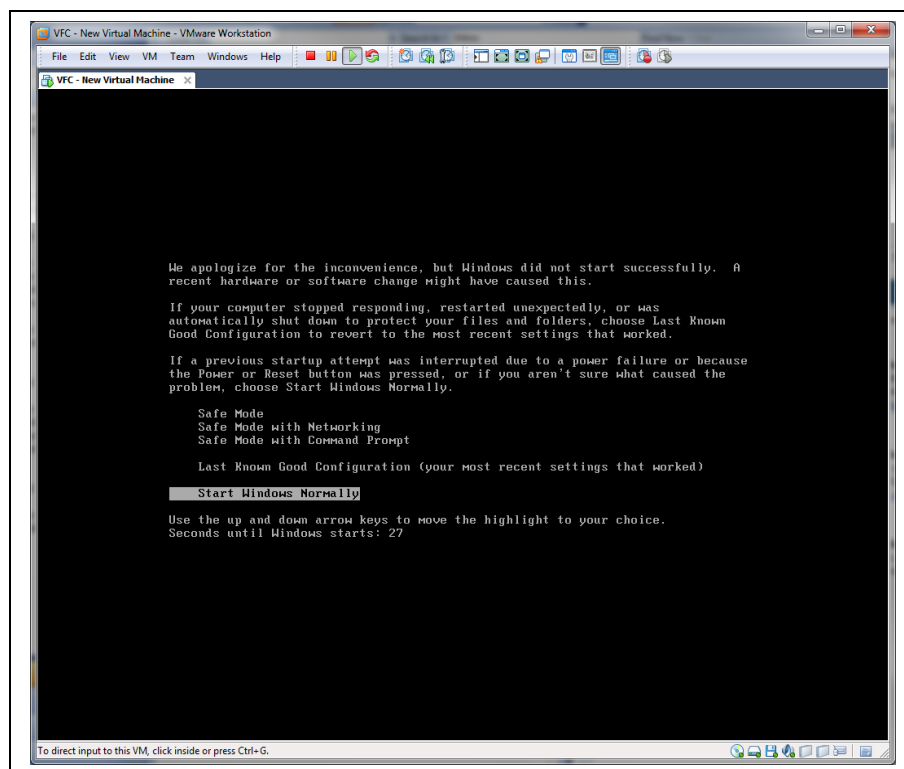 VFC - New Virtual Machine - VMware Workstation
File Edit View VM Team Windows Help
VFC - New Virtual Machine
We apologize for the inconvenience, but Windows did not start successfully. A
recent hardware or software change might have caused this.
If your computer stopped responding, restarted unexpectedly, or was
automatically shut down to protect your files and folders, choose Last Known
Good Configuration to revert to the most recent settings that worked.
If a previous startup attempt was interrupted due to a power failure or because
the Power or Reset button was pressed, or if you aren't sure what caused the
problem, choose Start Windows Normally.
Safe Mode
Safe Mode with Networking
Safe Mode with Command Prompt
Last Known Good Configuration (your most recent settings that worked)
Start Windows Normally
Use the up and down arrow keys to move the highlight to your choice.
Seconds until Windows starts: 27
To direct input to this VM, click inside or press Ctrl+G.